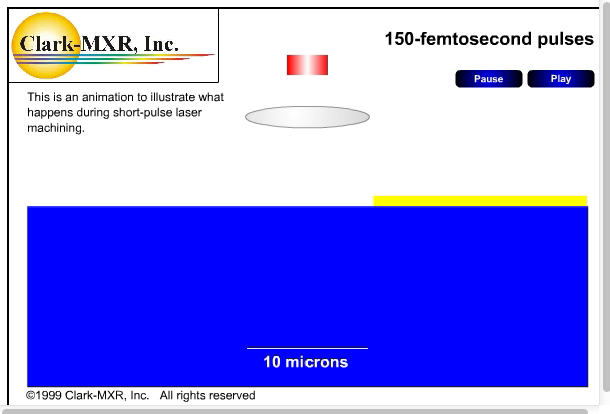 Clark-MXR, Inc.
150-femtosecond pulses
Pause
Play
This is an animation to illustrate what
happens during short-pulse laser
machining.
10 microns
©1999 Clark-MXR, Inc. All rights reserved